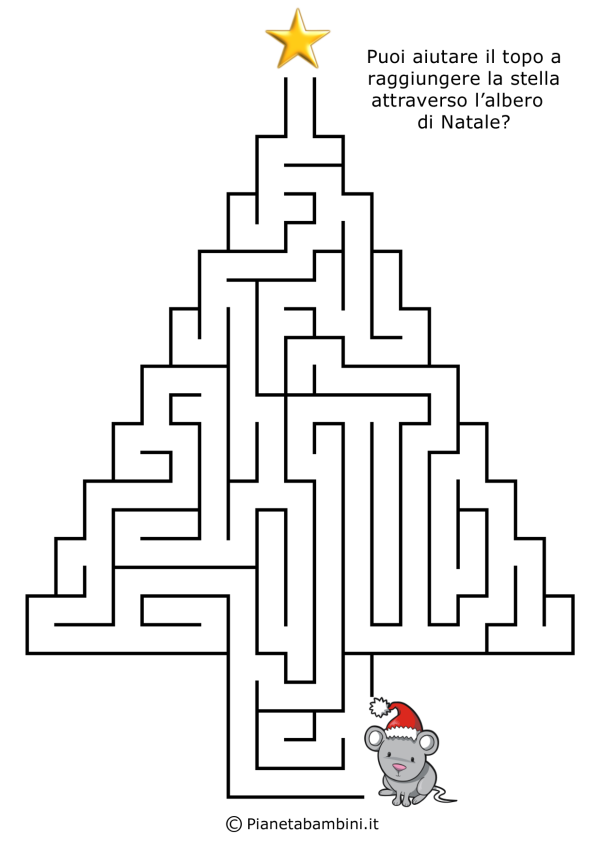 Puoi aiutare il topo a
raggiungere la stella
attraverso l'albero
di Natale?
© Pianetabambini.it